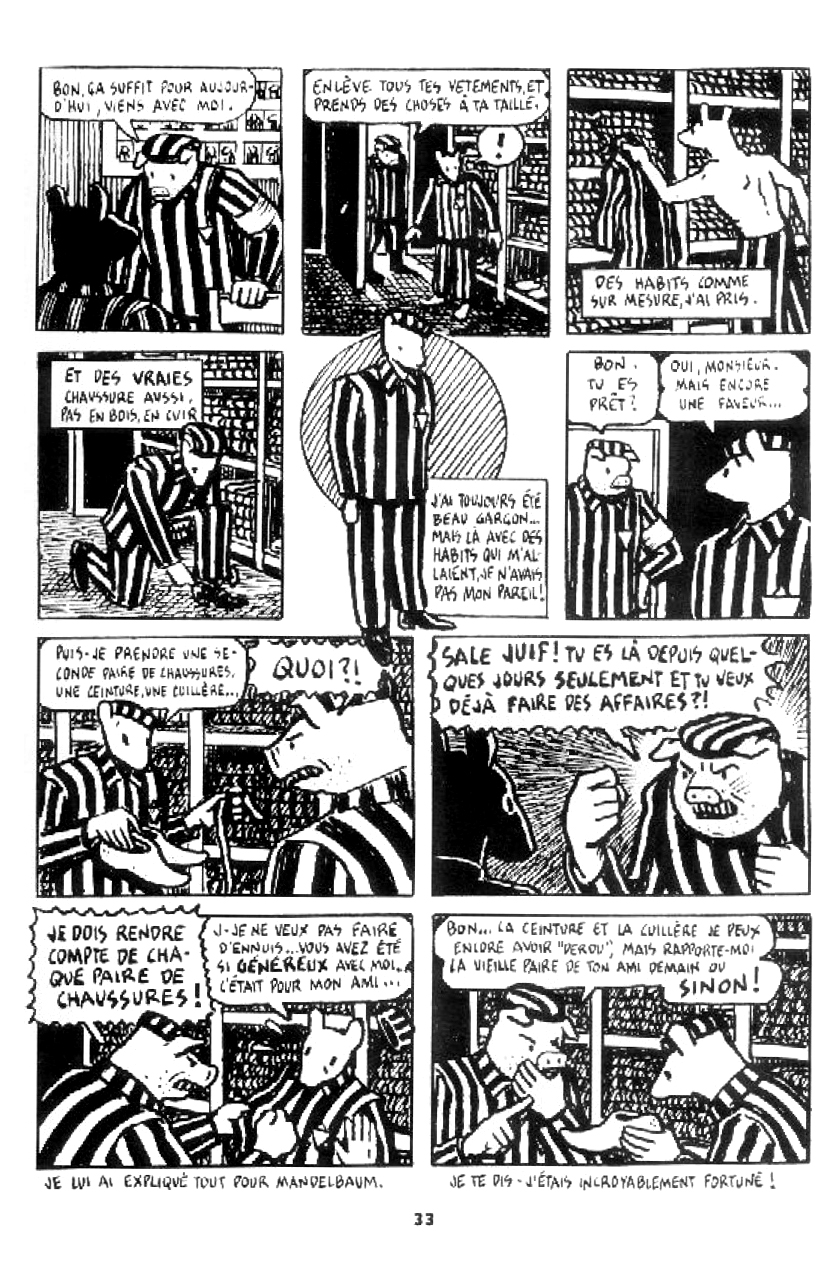 BON, ÇA SUFFIT POUR AUJOUR-
D'HUI, VIENS AVEC MOI.
ENLÈVE TOUS TES VETEMENTS, ET
PRENDS DES CHOSES À TA TAILLE.
!
DES HABITS COMME
SUR MESURE, J'AI PRIS.
ET DES VRAIES
CHAUSSURE AUSSI,
PAS EN BOIS, EN CUIR
J'AI TOUJOURS ÉTÉ
BEAU GARÇON...
MAIS LÀ AVEC DES
HABITS QUI M'AL-
LAIENT, JE N'AVAIS
PAS MON PAREIL!
BON.
TU ES
PRÊT?
OUI, MONSIEUR.
MAIS ENCORE
UNE FAVEUR...
PUIS-JE PRENDRE UNE SE-
CONDE PAIRE DE CHAUSSURES,
UNE CEINTURE, UNE CUILLÈRE...
QUOI?!
SALE JUIF! TU ES LÀ DEPUIS QUEL-
QUES JOURS SEULEMENT ET TU VEUX
DÉJÀ FAIRE DES AFFAIRES?!
JE DOIS RENDRE
COMPTE DE CHA-
QUE PAIRE DE
CHAUSSURES!
J-JE NE VEUX PAS FAIRE
D'ENNUIS... VOUS AVEZ ÉTÉ
SI GÉNÉREUX AVEC MOI..
C'ÉTAIT POUR MON AMI...
BON... LA CEINTURE ET LA CUILLÈRE JE PEUX
ENCORE AVOIR "PERDU", MAIS RAPPORTE-MOI
LA VIEILLE PAIRE DE TON AMI DEMAIN OU
SINON!
JE LUI AI EXPLIQUÉ TOUT POUR MANDELBAUM.
JE TE DIS - J'ÉTAIS INCROYABLEMENT FORTUNÉ!
33